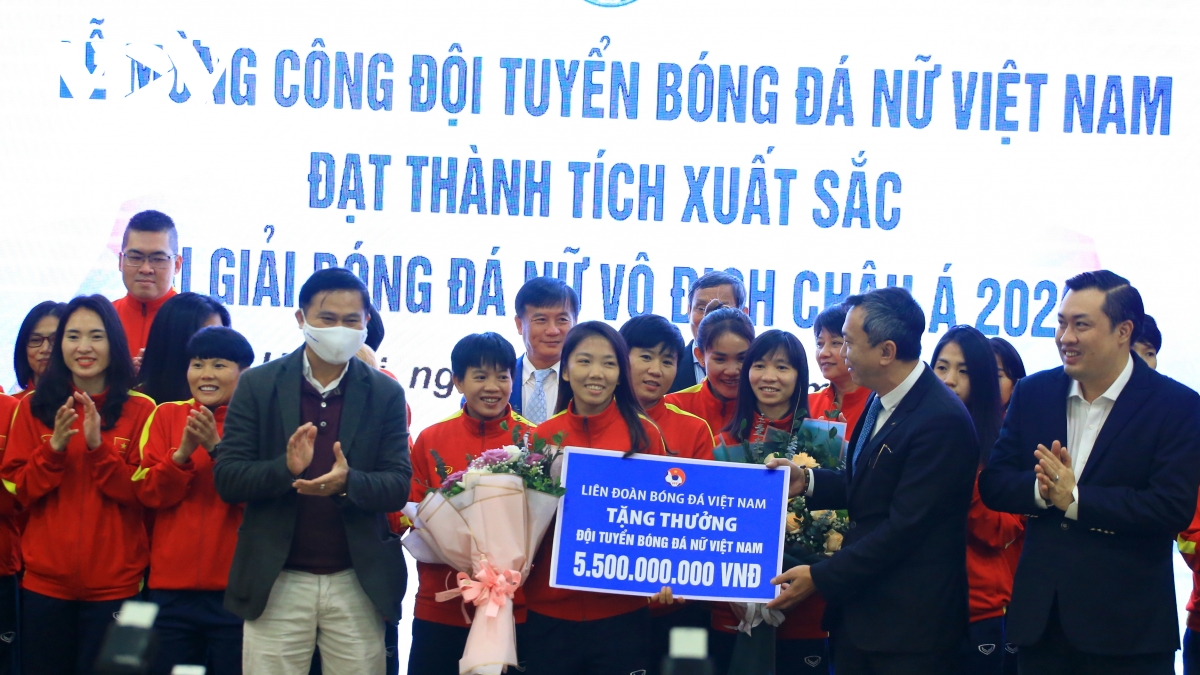 MỪNG CÔNG ĐỘI TUYỂN BÓNG ĐÁ NỮ VIỆT NAM
ĐẠT THÀNH TÍCH XUẤT SẮC
GIẢI BÓNG ĐÁ NỮ VÔ ĐỊCH CHÂU Á
LIÊN ĐOÀN BÓNG ĐÁ VIỆT NAM
TẶNG THƯỞNG
ĐỘI TUYỂN BÓNG ĐÁ NỮ VIỆT NAM
5.500.000.000 VNĐ